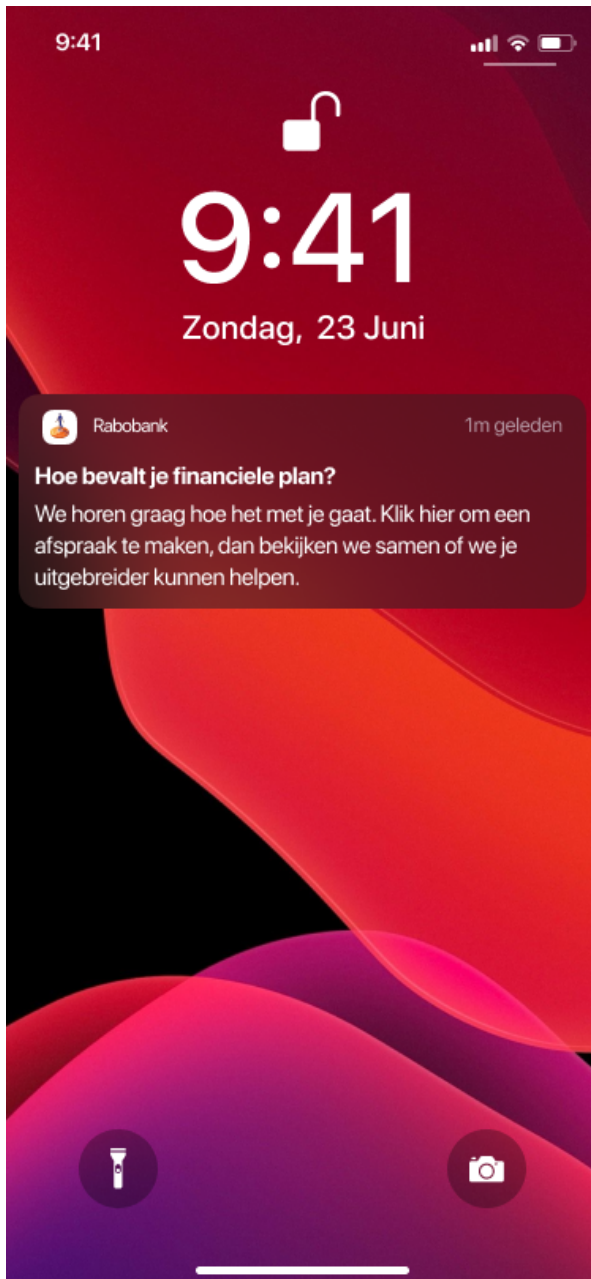 9:41
9:41
Zondag, 23 Juni
Rabobank 1m geleden
Hoe bevalt je financiele plan?
We horen graag hoe het met je gaat. Klik hier om een
afspraak te maken, dan bekijken we samen of we je
uitgebreider kunnen helpen.